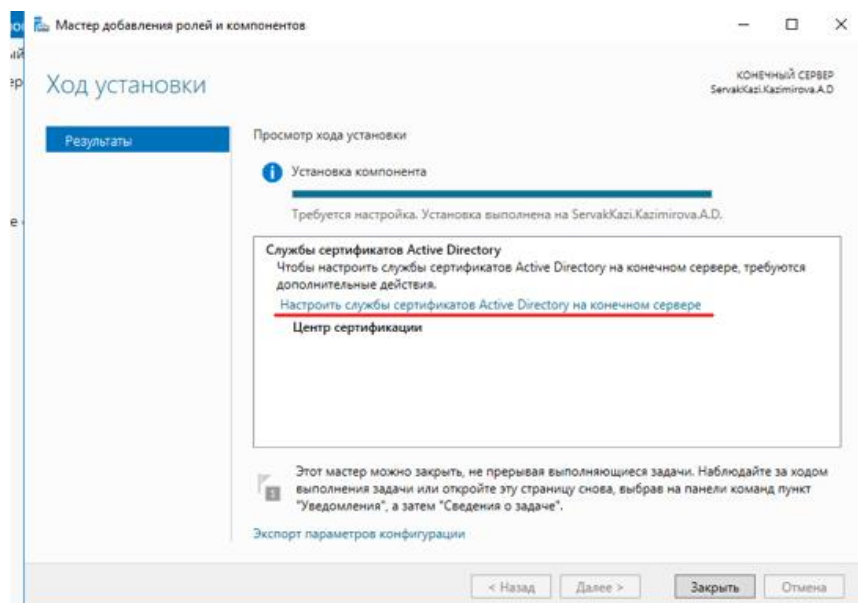 Мастер добавления ролей и компонентов
Ход установки
КОНЕЧНЫЙ СЕРВЕР
ServakKazi.Kazimirova.A.D
Результаты
Просмотр хода установки
Установка компонента
Требуется настройка. Установка выполнена на ServakKazi.Kazimirova.A.D.
Службы сертификатов Active Directory
Чтобы настроить службы сертификатов Active Directory на конечном сервере, требуются
дополнительные действия.
Настроить службы сертификатов Active Directory на конечном сервере
Центр сертификации
Этот мастер можно закрыть, не прерывая выполняющиеся задачи. Наблюдайте за ходом
выполнения задачи или откройте эту страницу снова, выбрав на панели команд пункт
"Уведомления", а затем "Сведения о задаче".
Экспорт параметров конфигурации
< Назад
Далее >
Закрыть
Отмена